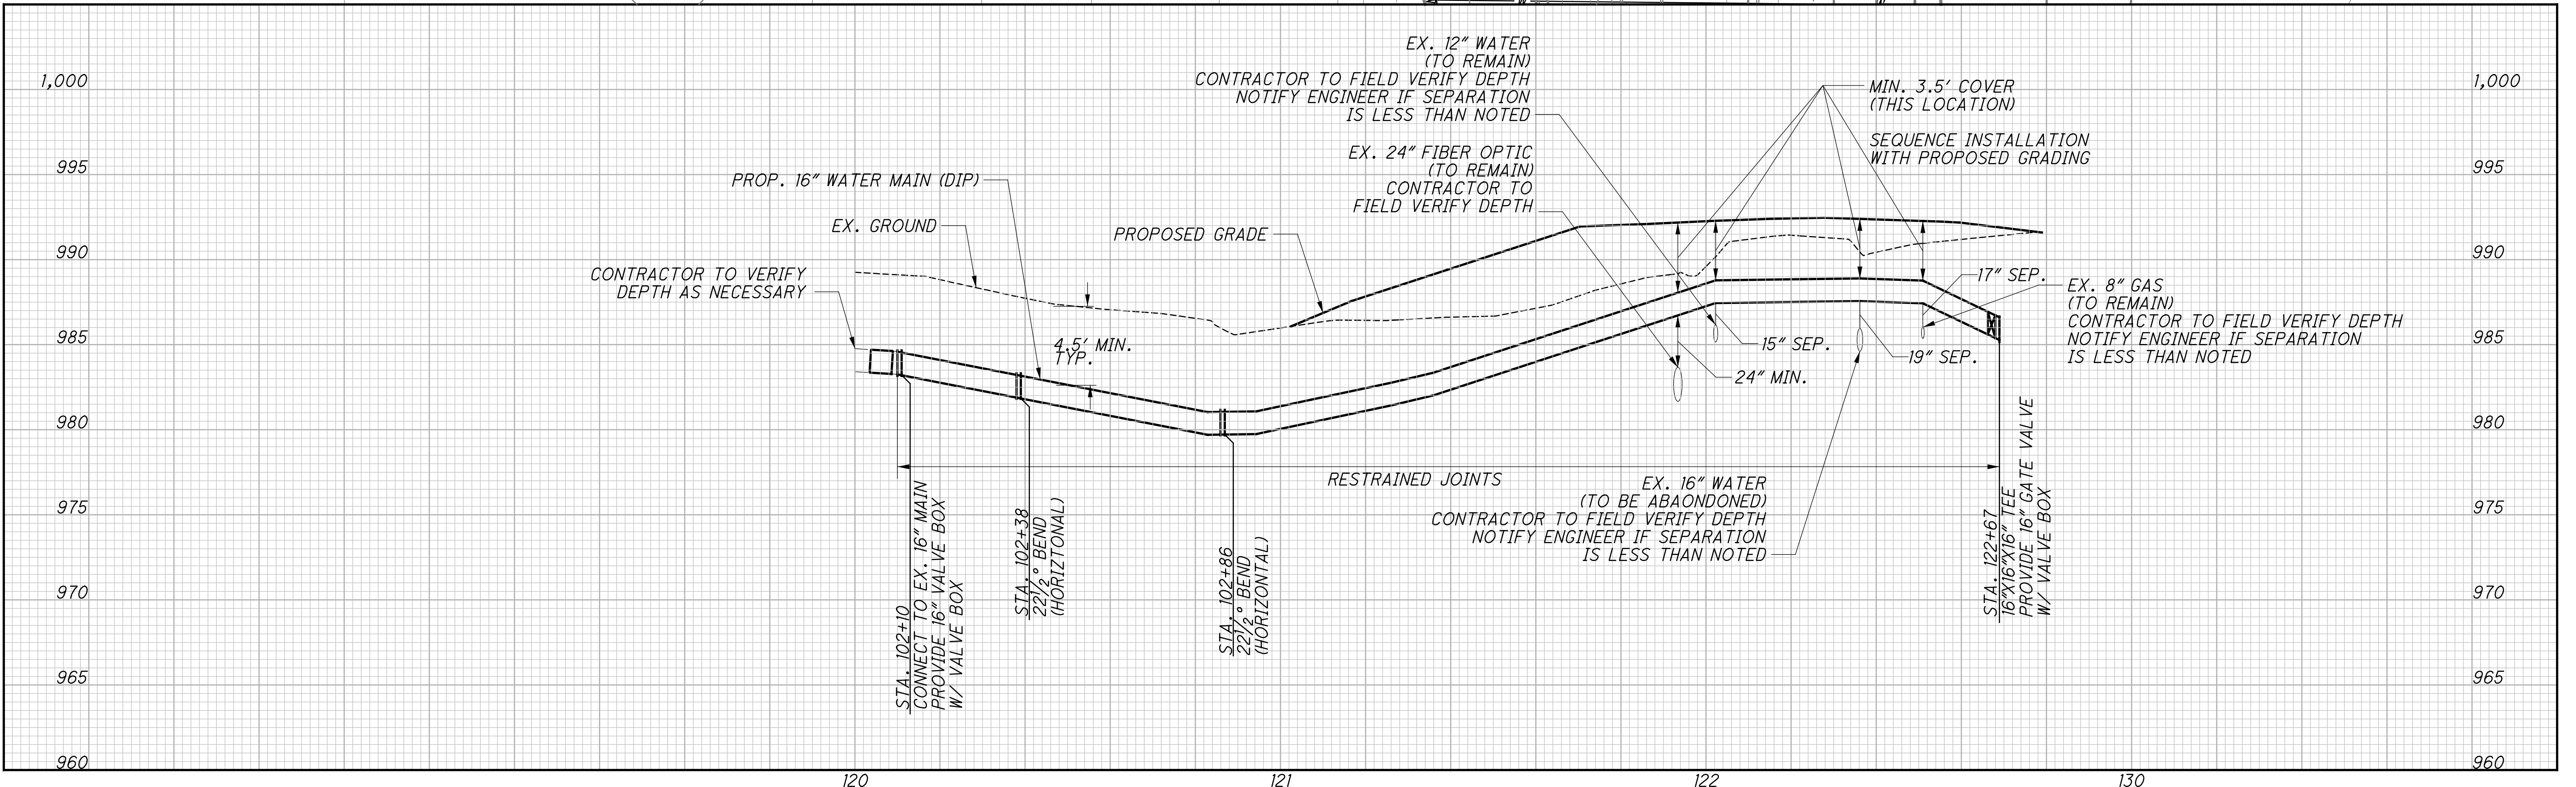 1,000
995
990
985
980
975
970
965
960
EX. 12" WATER
(TO REMAIN)
CONTRACTOR TO FIELD VERIFY DEPTH
NOTIFY ENGINEER IF SEPARATION
IS LESS THAN NOTED
EX. 24" FIBER OPTIC
(TO REMAIN)
CONTRACTOR TO
FIELD VERIFY DEPTH
MIN. 3.5' COVER
(THIS LOCATION)
SEQUENCE INSTALLATION
WITH PROPOSED GRADING
PROP. 16" WATER MAIN (DIP)
EX. GROUND
PROPOSED GRADE
CONTRACTOR TO VERIFY
DEPTH AS NECESSARY
4.5' MIN.
TYP.
17" SEP.
EX. 8" GAS
(TO REMAIN)
CONTRACTOR TO FIELD VERIFY DEPTH
NOTIFY ENGINEER IF SEPARATION
IS LESS THAN NOTED
15" SEP.
19" SEP.
24" MIN.
RESTRAINED JOINTS
EX. 16" WATER
(TO BE ABAONDONED)
CONTRACTOR TO FIELD VERIFY DEPTH
NOTIFY ENGINEER IF SEPARATION
IS LESS THAN NOTED
STA. 102+10
CONNECT TO EX. 16" MAIN
PROVIDE 16" VALVE BOX
W/ VALVE BOX
STA. 102+38
22½° BEND
(HORIZTONAL)
STA. 102+86
22½° BEND
(HORIZONTAL)
STA. 122+67
16"X16"X16" TEE
PROVIDE 16" GATE VALVE
W/ VALVE BOX
1,000
995
990
985
980
975
970
965
960
120
121
122
130